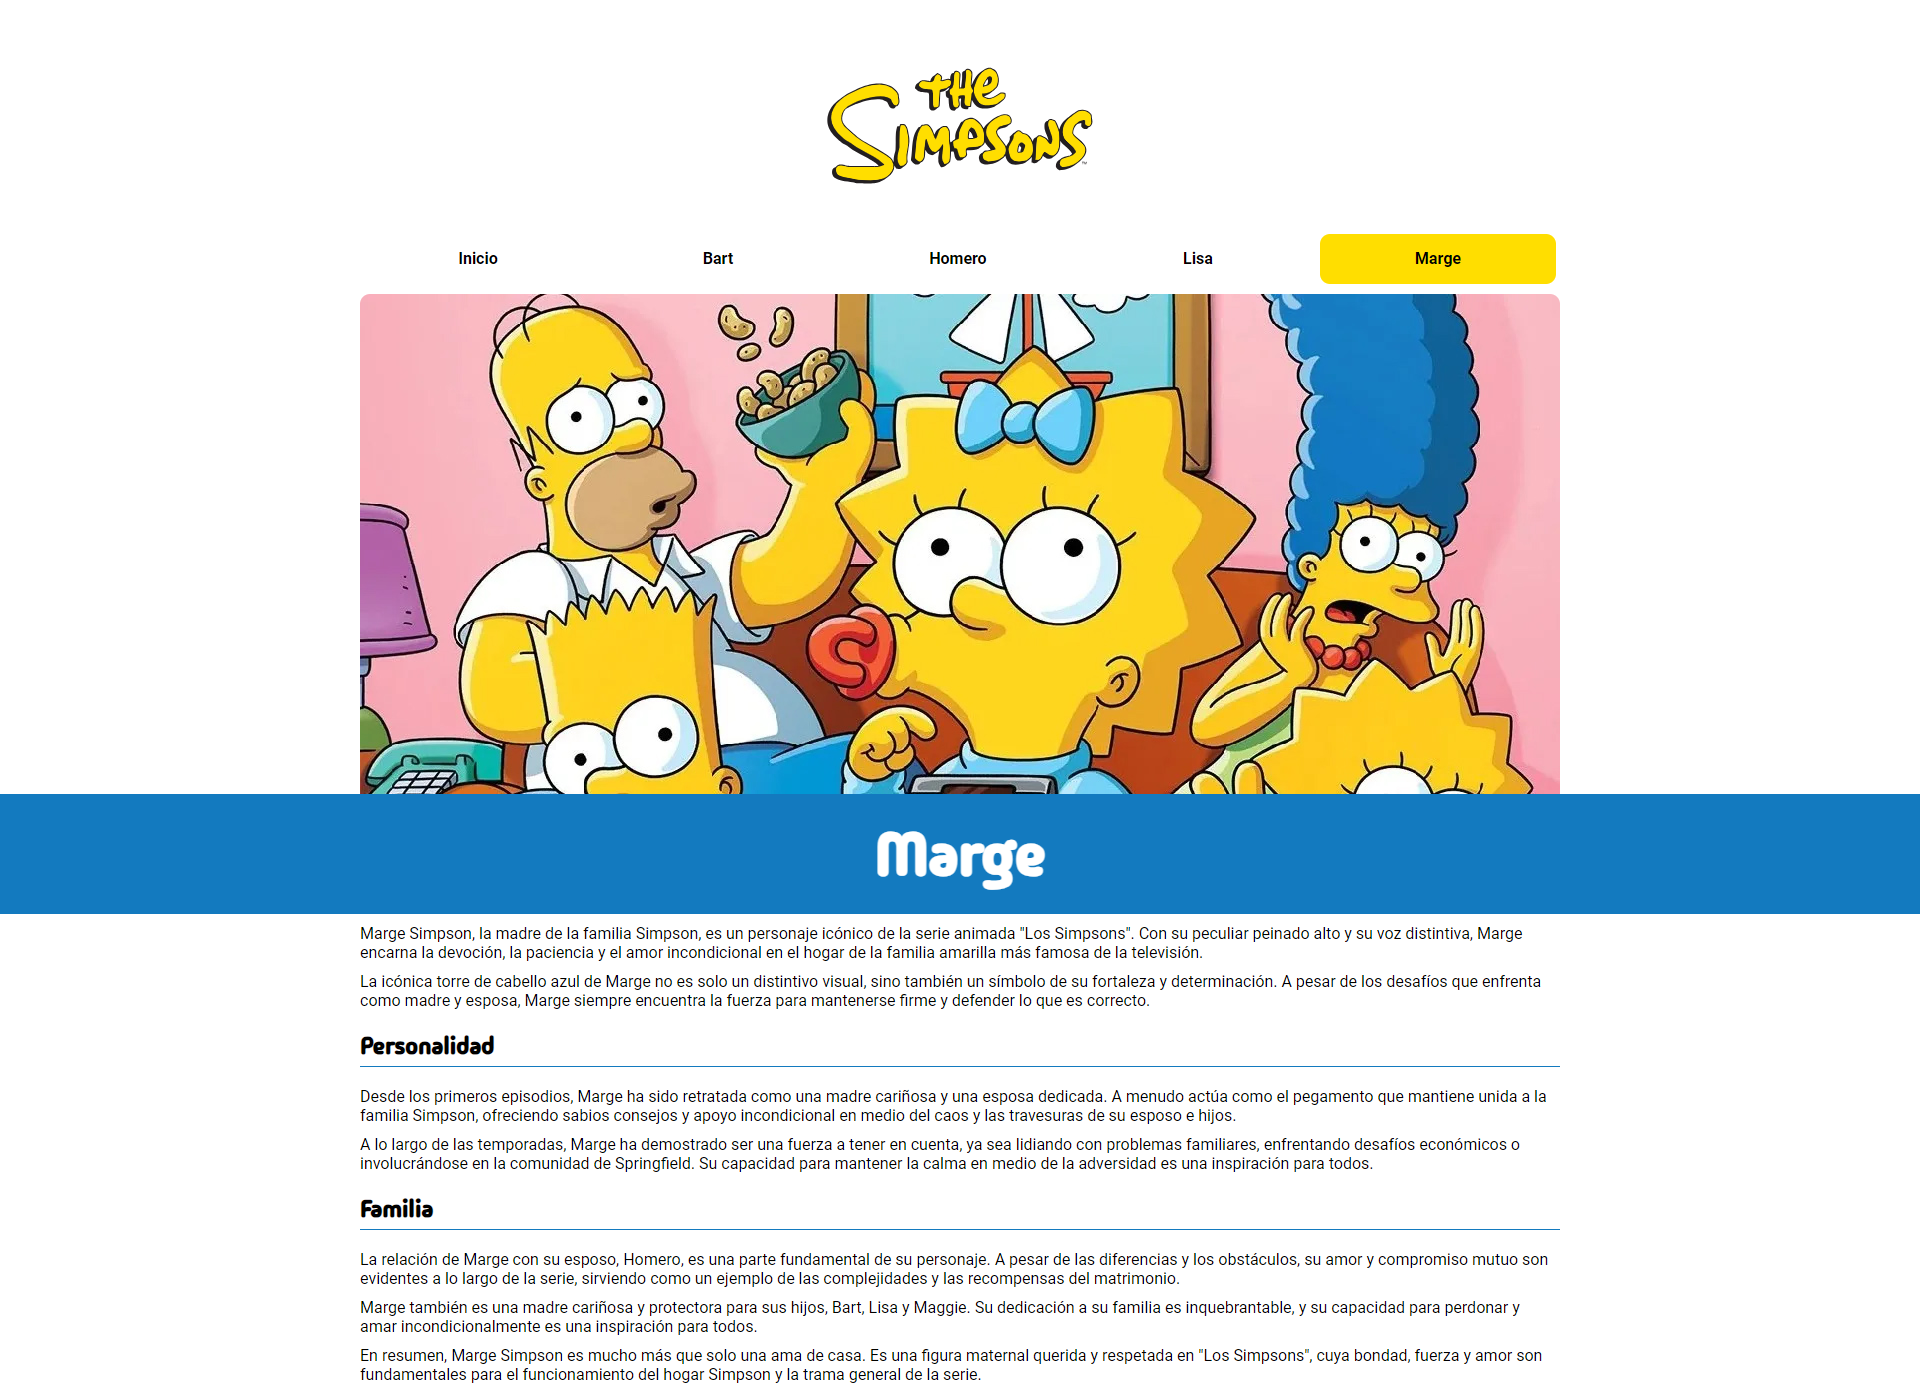 THE
SIMPSONS
TM
Inicio
Bart
Homero
Lisa
Marge
Marge
Marge Simpson, la madre de la familia Simpson, es un personaje icónico de la serie animada "Los Simpsons". Con su peculiar peinado alto y su voz distintiva, Marge
encarna la devoción, la paciencia y el amor incondicional en el hogar de la familia amarilla más famosa de la televisión.
La icónica torre de cabello azul de Marge no es solo un distintivo visual, sino también un símbolo de su fortaleza y determinación. A pesar de los desafíos que enfrenta
como madre y esposa, Marge siempre encuentra la fuerza para mantenerse firme y defender lo que es correcto.
Personalidad
Desde los primeros episodios, Marge ha sido retratada como una madre cariñosa y una esposa dedicada. A menudo actúa como el pegamento que mantiene unida a la
familia Simpson, ofreciendo sabios consejos y apoyo incondicional en medio del caos y las travesuras de su esposo e hijos.
A lo largo de las temporadas, Marge ha demostrado ser una fuerza a tener en cuenta, ya sea lidiando con problemas familiares, enfrentando desafíos económicos o
involucrándose en la comunidad de Springfield. Su capacidad para mantener la calma en medio de la adversidad es una inspiración para todos.
Familia
La relación de Marge con su esposo, Homero, es una parte fundamental de su personaje. A pesar de las diferencias y los obstáculos, su amor y compromiso mutuo son
evidentes a lo largo de la serie, sirviendo como un ejemplo de las complejidades y las recompensas del matrimonio.
Marge también es una madre cariñosa y protectora para sus hijos, Bart, Lisa y Maggie. Su dedicación a su familia es inquebrantable, y su capacidad para perdonar y
amar incondicionalmente es una inspiración para todos.
En resumen, Marge Simpson es mucho más que solo una ama de casa. Es una figura maternal querida y respetada en "Los Simpsons", cuya bondad, fuerza y amor son
fundamentales para el funcionamiento del hogar Simpson y la trama general de la serie.